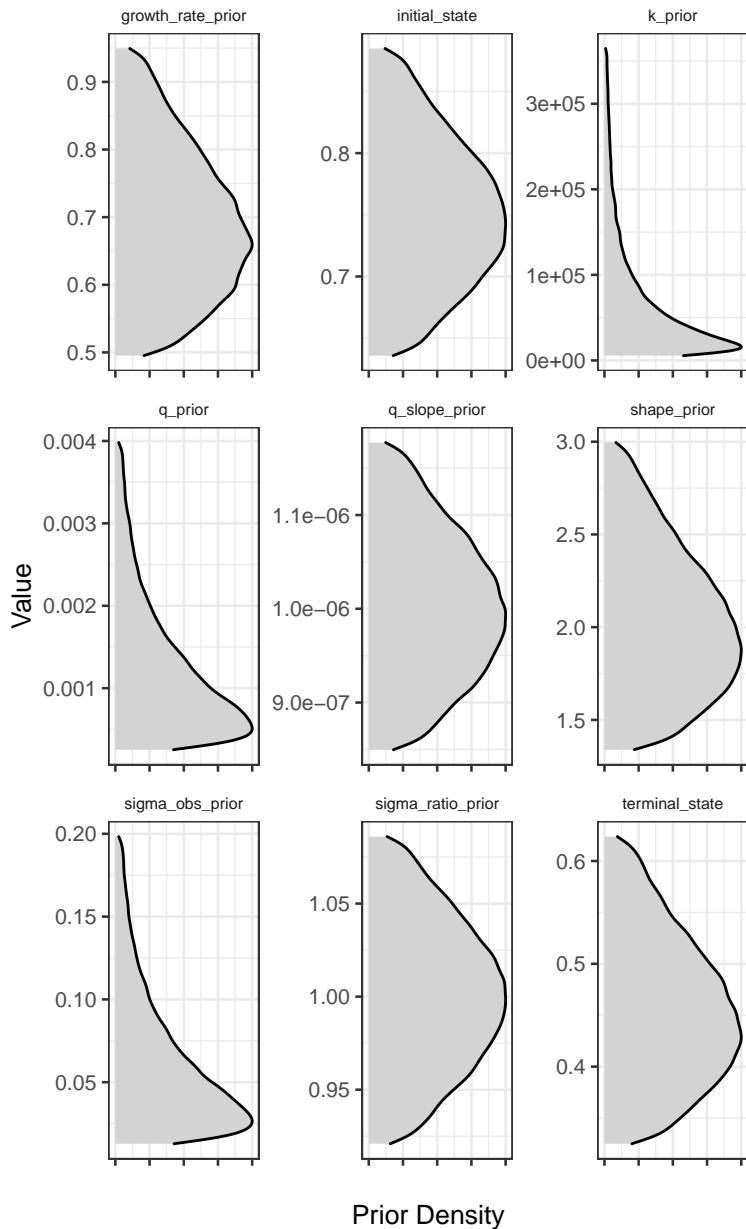 growth_rate_prior initial_state k_prior
0.9
0.8
0.7
0.6
0.5
0.8
0.7
3e+05
2e+05
1e+05
0e+00
q_prior q_slope_prior shape_prior
0.004
0.003
0.002
0.001
1.1e−06
1.0e−06
9.0e−07
3.0
2.5
2.0
1.5
Value
sigma_obs_prior sigma_ratio_prior terminal_state
0.20
0.15
0.10
0.05
1.05
1.00
0.95
0.6
0.5
0.4
Prior Density